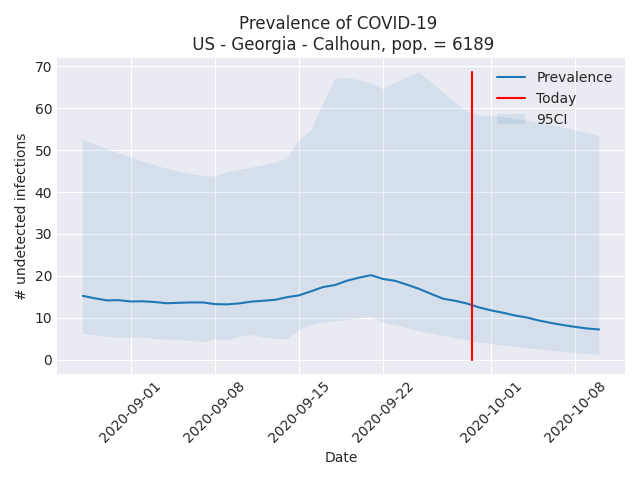 Prevalence of COVID-19
US - Georgia - Calhoun, pop. = 6189
# undetected infections
70
60
50
40
30
20
10
0
Prevalence
Today
95CI
2020-09-01
2020-09-08
2020-09-15
2020-09-22
2020-10-01
2020-10-08
Date